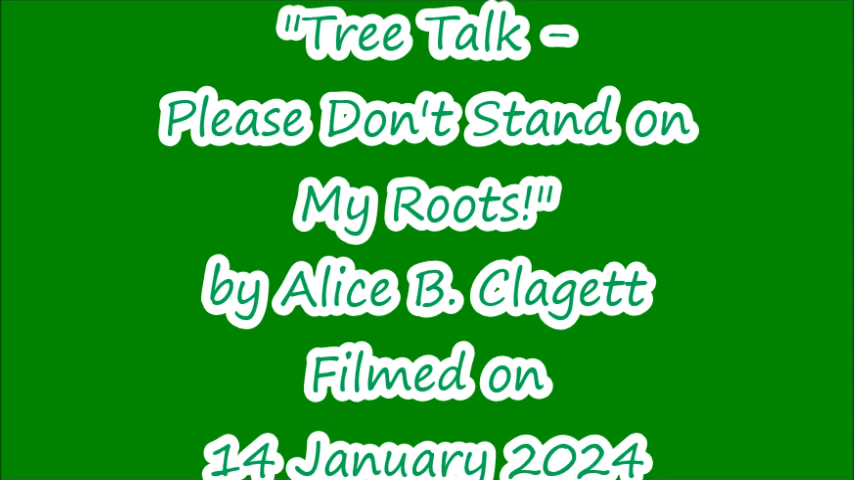 "Tree Talk -
Please Don't Stand on
My Roots!"
by Alice B. Clagett
Filmed on
14 January 2024